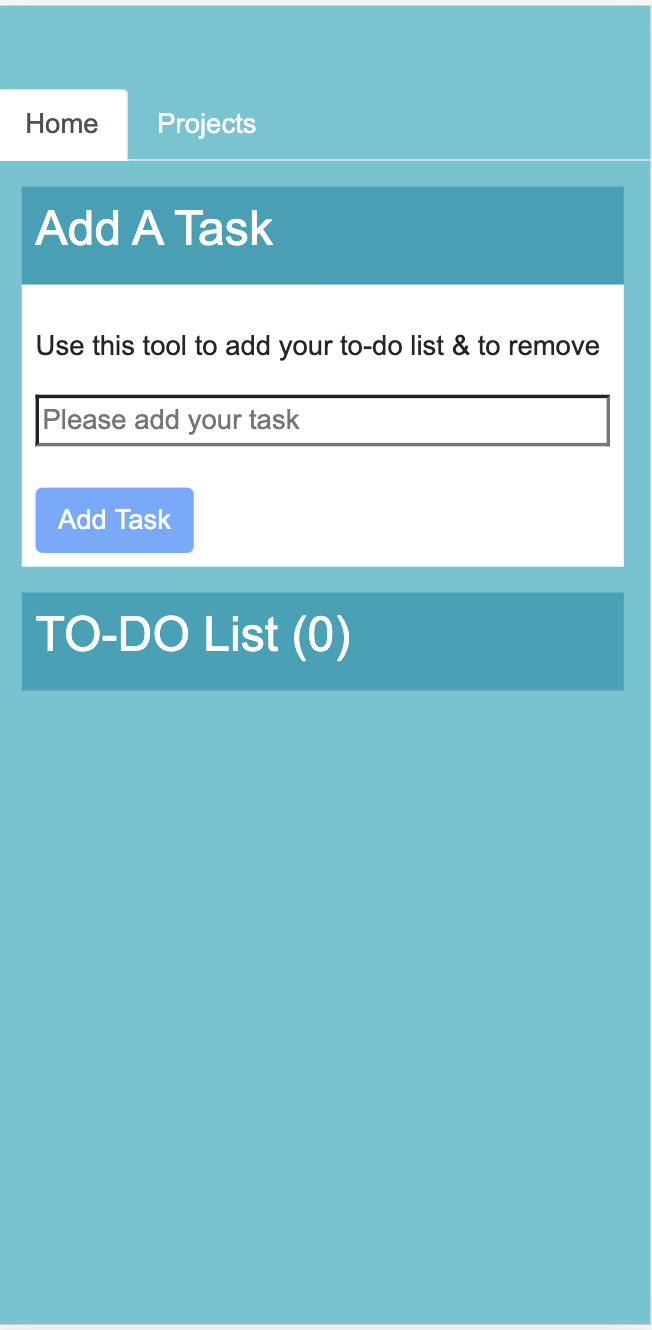 Home Projects
Add A Task
Use this tool to add your to-do list & to remove
Please add your task
Add Task
TO-DO List (0)